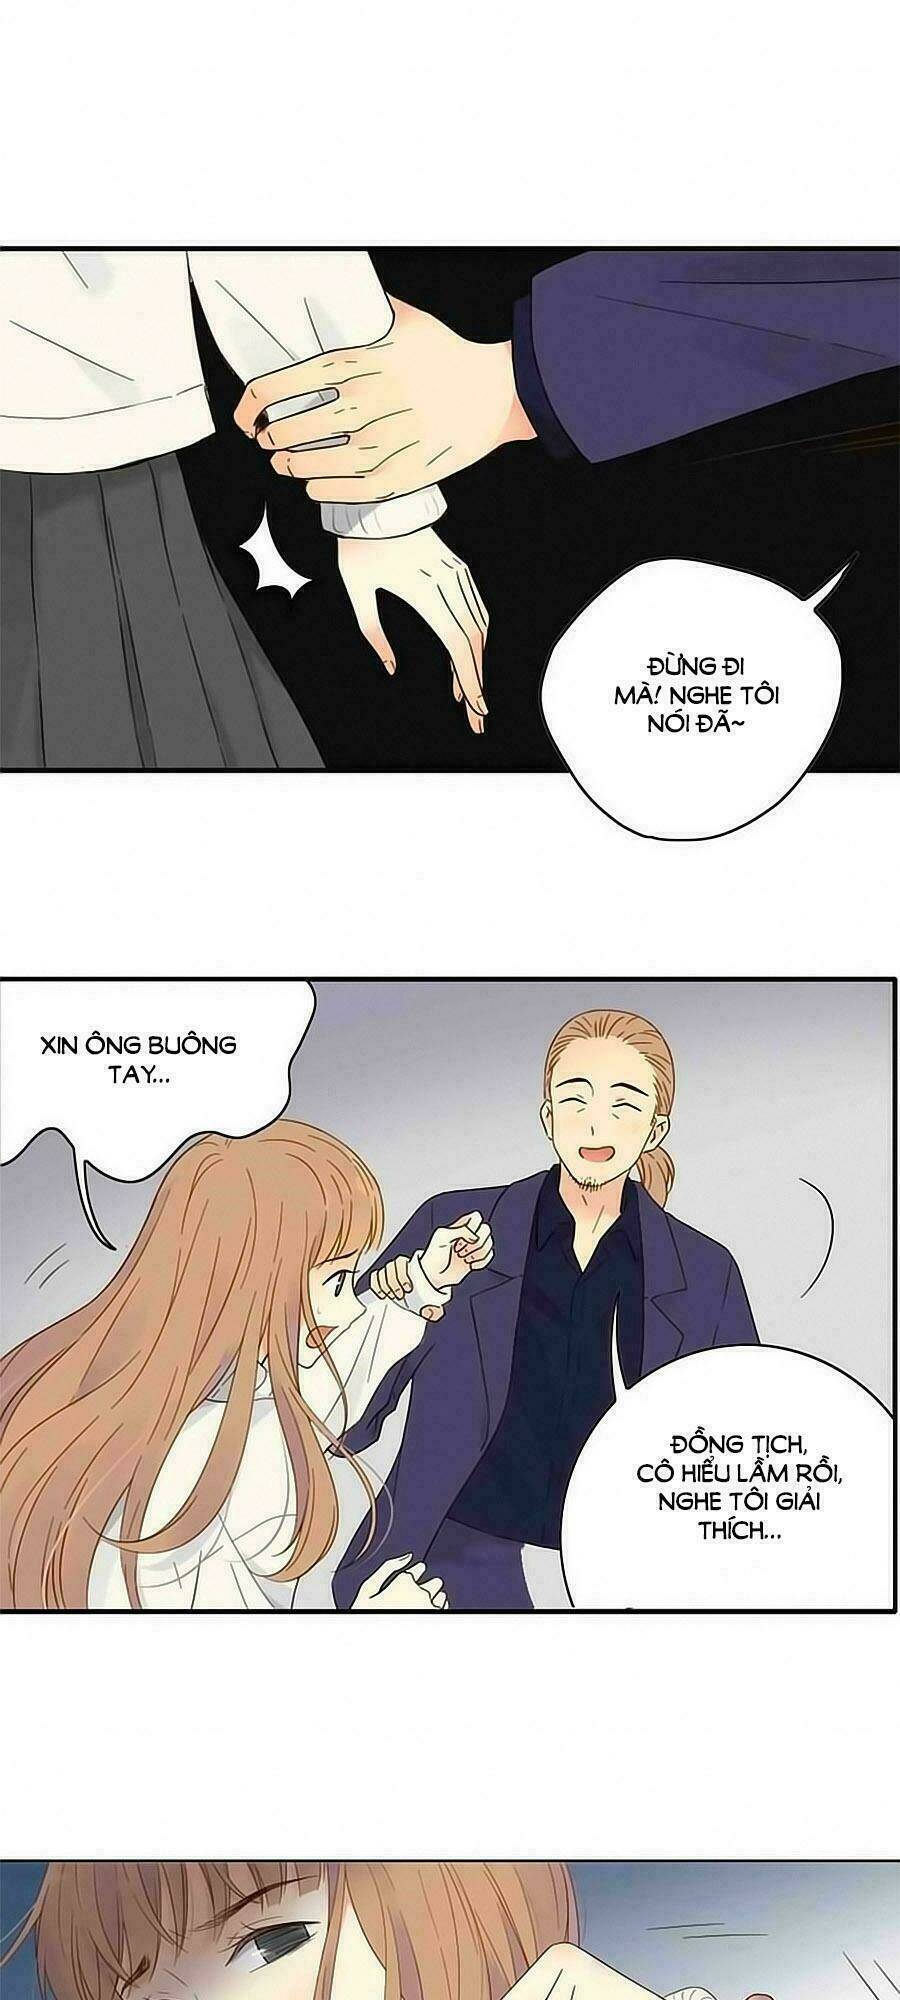 ĐỪNG ĐI
MÀ! NGHE TÔI
NÓI ĐÃ~
XIN ÔNG BUÔNG
TAY...
ĐỒNG TỊCH,
CÔ HIỂU LẦM RỒI,
NGHE TÔI GIẢI
THÍCH...